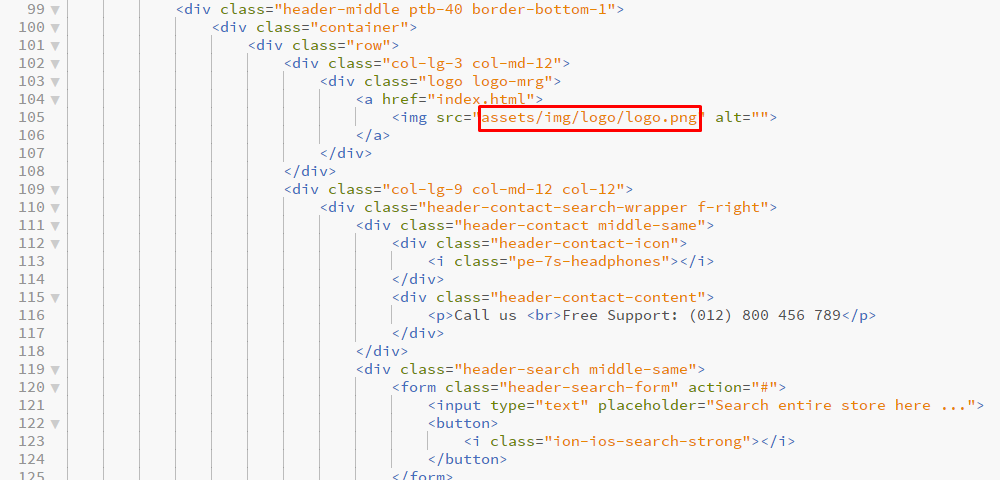 99 <div class="header-middle ptb-40 border-bottom-1">
100 <div class="container">
101 <div class="row">
102 <div class="col-lg-3 col-md-12">
103 <div class="logo logo-mrg">
104 <a href="index.html">
105 <img src="assets/img/logo/logo.png" alt="">
106 </a>
107 </div>
108 </div>
109 <div class="col-lg-9 col-md-12 col-12">
110 <div class="header-contact-search-wrapper f-right">
111 <div class="header-contact middle-same">
112 <div class="header-contact-icon">
113 <i class="pe-7s-headphones"></i>
114 </div>
115 <div class="header-contact-content">
116 <p>Call us <br>Free Support: (012) 800 456 789</p>
117 </div>
118 </div>
119 <div class="header-search middle-same">
120 <form class="header-search-form" action="#">
121 <input type="text" placeholder="Search entire store here ...">
122 <button>
123 <i class="ion-ios-search-strong"></i>
124 </button>
125 </form>